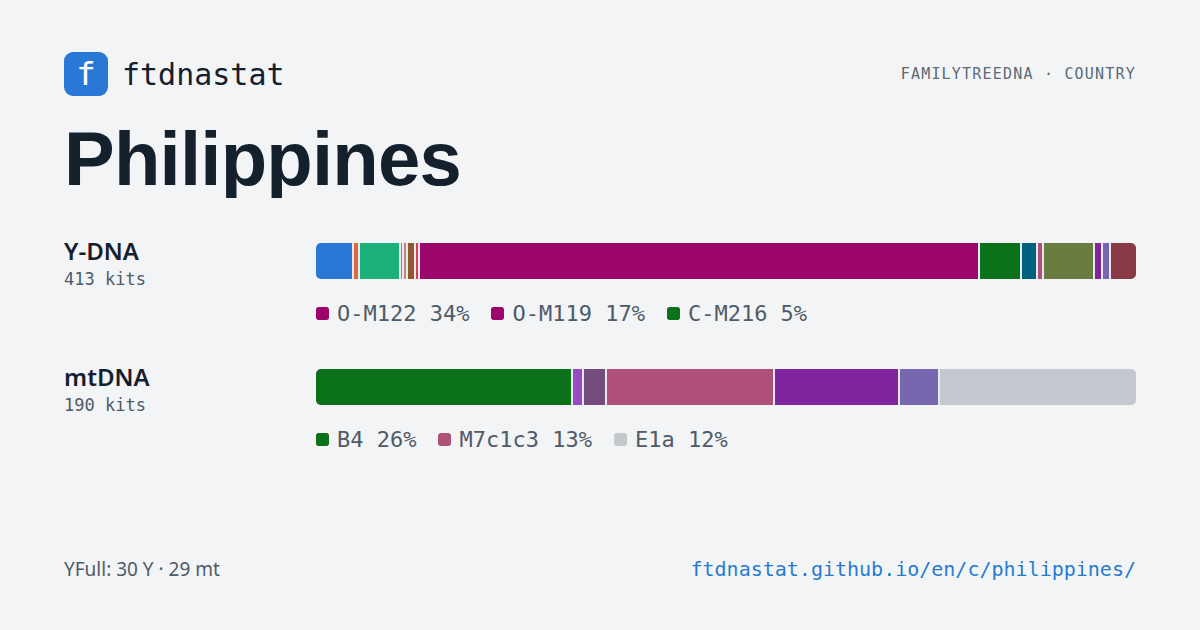 f ftdnastat
FAMILYTREEDNA · COUNTRY
Philippines
Y-DNA
413 kits
O-M122 34% O-M119 17% C-M216 5%
mtDNA
190 kits
B4 26% M7c1c3 13% E1a 12%
YFull: 30 Y · 29 mt
ftdnastat.github.io/en/c/philippines/